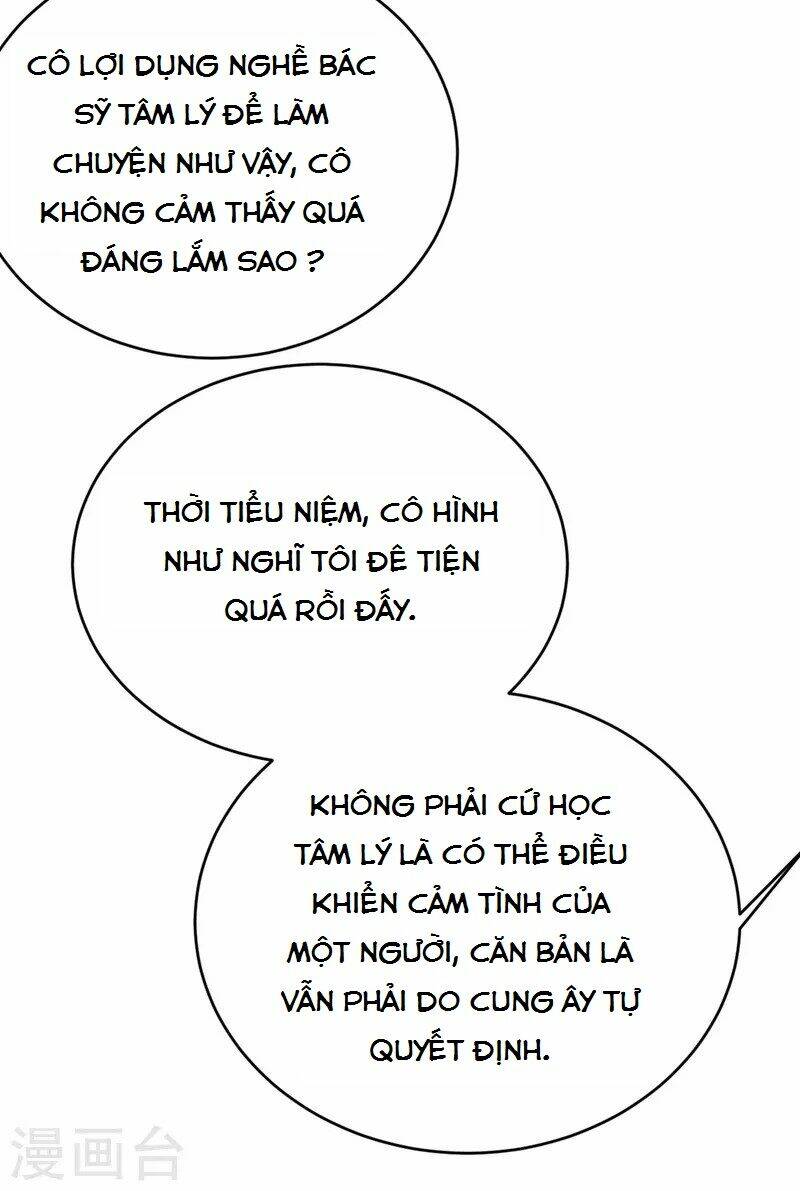 CÔ LỢI DỤNG NGHỀ BÁC
SỸ TÂM LÝ ĐỂ LÀM
CHUYỆN NHƯ VẬY, CÔ
KHÔNG CẢM THẤY QUÁ
ĐÁNG LẮM SAO ?
THỜI TIỂU NIỆM, CÔ HÌNH
NHƯ NGHĨ TÔI ĐÊ TIỆN
QUÁ RỒI ĐẤY.
KHÔNG PHẢI CỨ HỌC
TÂM LÝ LÀ CÓ THỂ ĐIỀU
KHIỂN CẢM TÌNH CỦA
MỘT NGƯỜI, CĂN BẢN LÀ
VẪN PHẢI DO CUNG ÂY TỰ
QUYẾT ĐỊNH.
漫画台